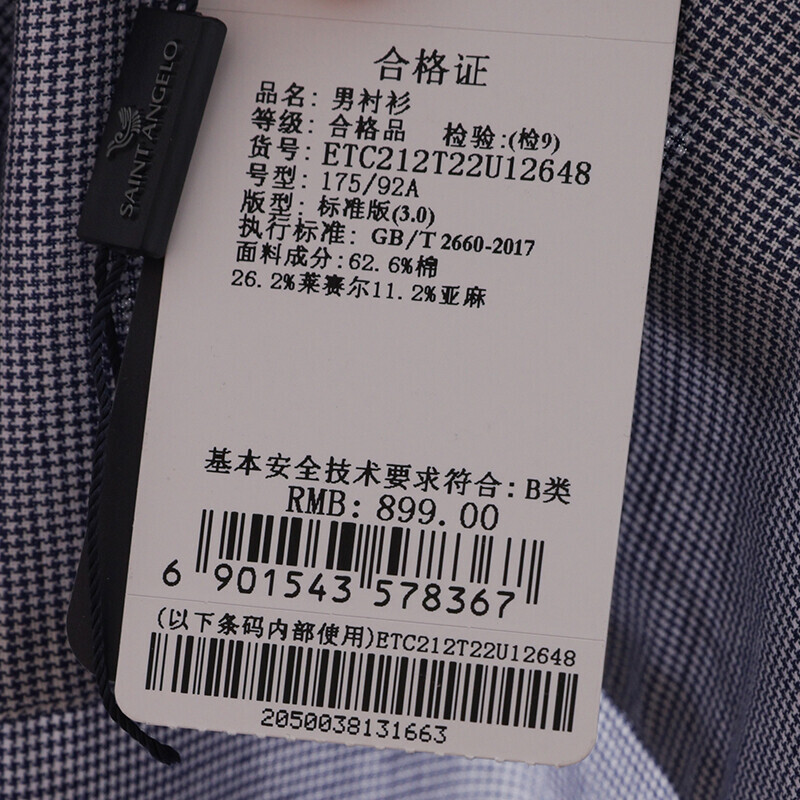 SAINT ANGELO
合格证
品名: 男衬衫
等级: 合格品 检验:(检9)
货号: ETC212T22U12648
号型: 175/92A
版型: 标准版(3.0)
执行标准: GB/T 2660-2017
面料成分:62.6%棉
26.2%莱赛尔11.2%亚麻
基本安全技术要求符合: B类
RMB: 899.00
6 901543 578367
(以下条码内部使用)ETC212T22U12648
2050038131663